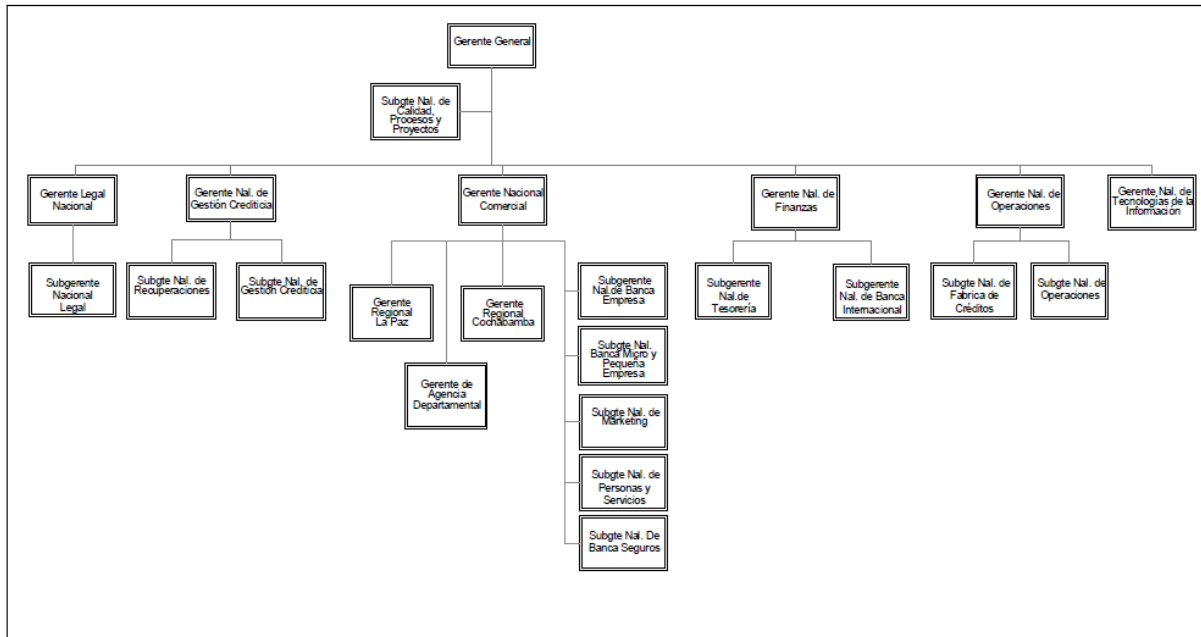 Gerente General
Subgte Nal. de
Calidad,
Procesos y
Proyectos
Gerente Legal
Nacional
Gerente Nal. de
Gestión Crediticia
Gerente Nacional
Comercial
Gerente Nal. de
Finanzas
Gerente Nal. de
Operaciones
Gerente Nal. de
Tecnologías de la
Información
Subgerente
Nacional
Legal
Subgte Nal. de
Recuperaciones
Subgte Nal. de
Gestión Crediticia
Gerente
Regional
La Paz
Gerente
Regional
Cochabamba
Gerente de
Agencia
Departamental
Subgerente
Nal.de Banca
Empresa
Subgte Nal.
Banca Micro y
Pequeña
Empresa
Subgte Nal. de
Marketing
Subgte Nal. de
Personas y
Servicios
Subgte Nal. De
Banca Seguros
Subgerente
Nal.de
Tesorería
Subgerente
Nal. de Banca
Internacional
Subgte Nal. de
Fabrica de
Créditos
Subgte Nal. de
Operaciones